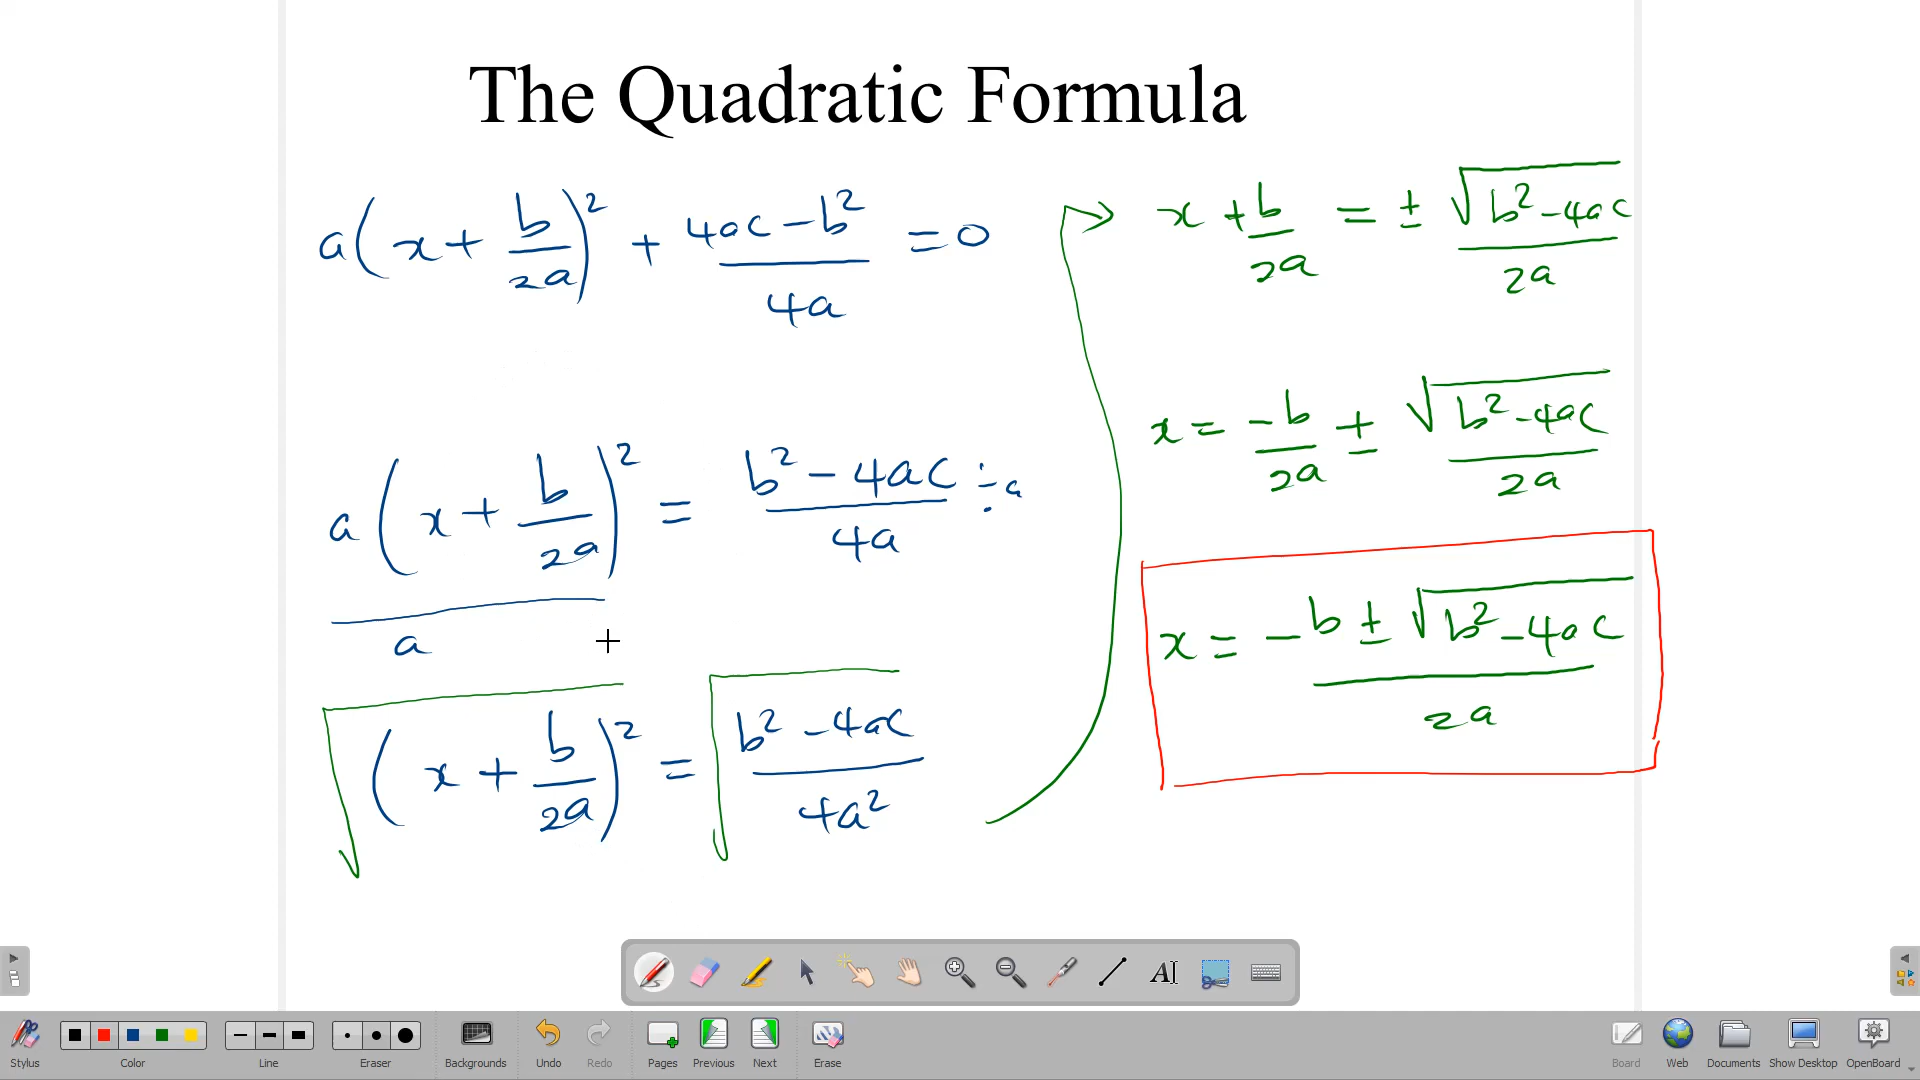 The Quadratic Formula
a(x + b/2a)² + 4ac - b²/4a = 0
a(x + b/2a)² = b² - 4ac/4a ÷ a
a
√(x + b/2a)² = √b² - 4ac/4a²
x + b/2a = ± √b² - 4ac/2a
x = -b/2a ± √b² - 4ac/2a
x = -b ± √b² - 4ac/2a
AI
Stylus Color Line Eraser Backgrounds Undo Redo Pages Previous Next Erase Board Web Documents Show Desktop OpenBoard